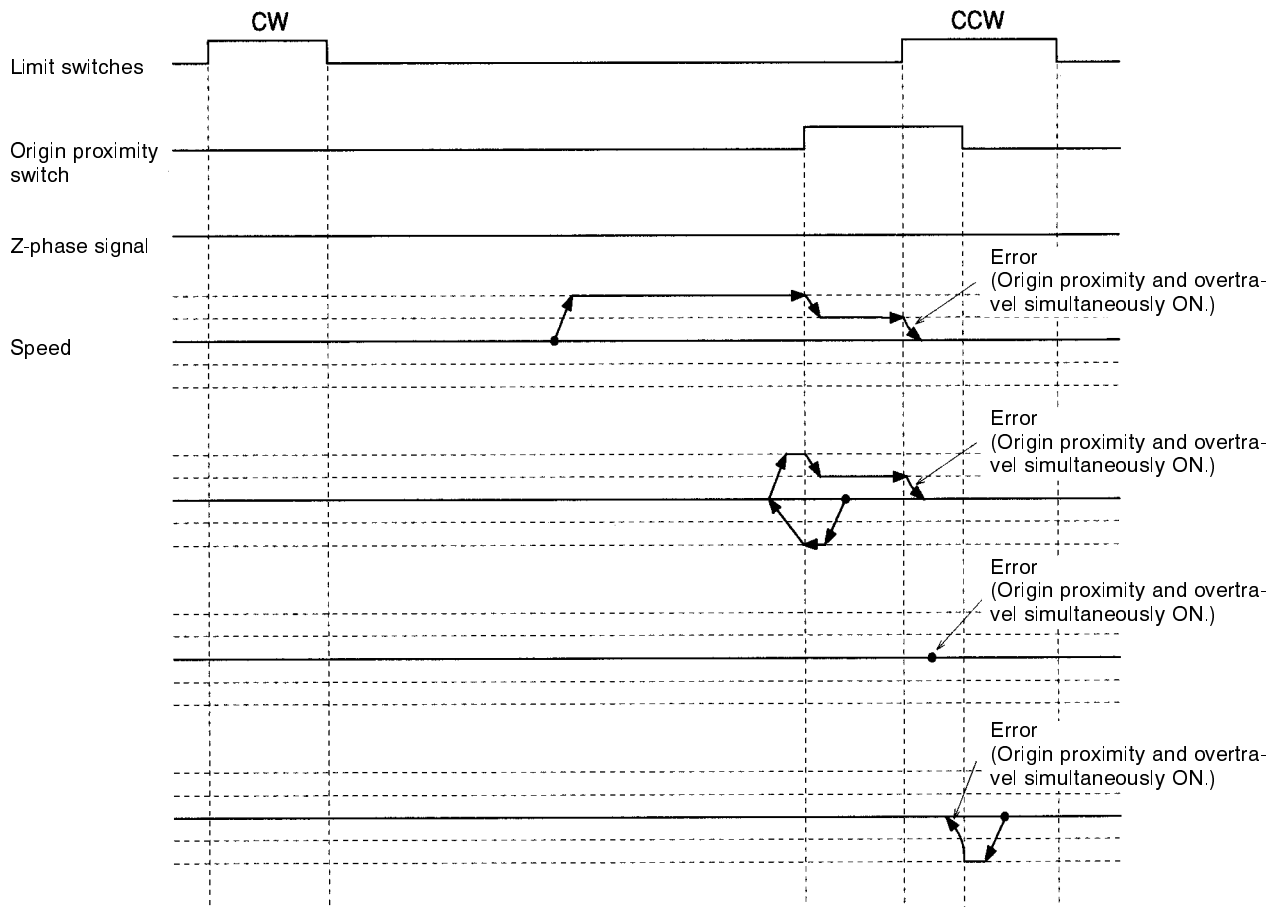 CW
CCW
Limit switches
Origin proximity
switch
Z-phase signal
Error
(Origin proximity and overtra-
vel simultaneously ON.)
Speed
Error
(Origin proximity and overtra-
vel simultaneously ON.)
Error
(Origin proximity and overtra-
vel simultaneously ON.)
Error
(Origin proximity and overtra-
vel simultaneously ON.)